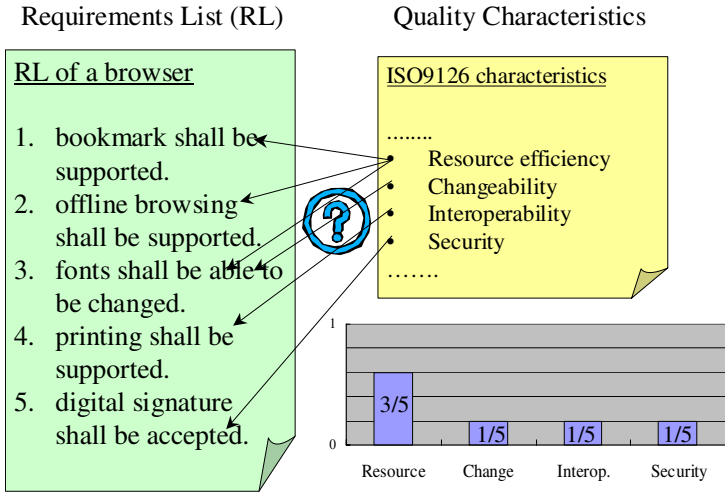 Requirements List (RL)
Quality Characteristics
RL of a browser
1. bookmark shall be
supported.
2. offline browsing
shall be supported.
3. fonts shall be able to
be changed.
4. printing shall be
supported.
5. digital signature
shall be accepted.
?
ISO9126 characteristics
........
• Resource efficiency
• Changeability
• Interoperability
• Security
.......
1
0
3/5
1/5
1/5
1/5
Resource
Change
Interop.
Security